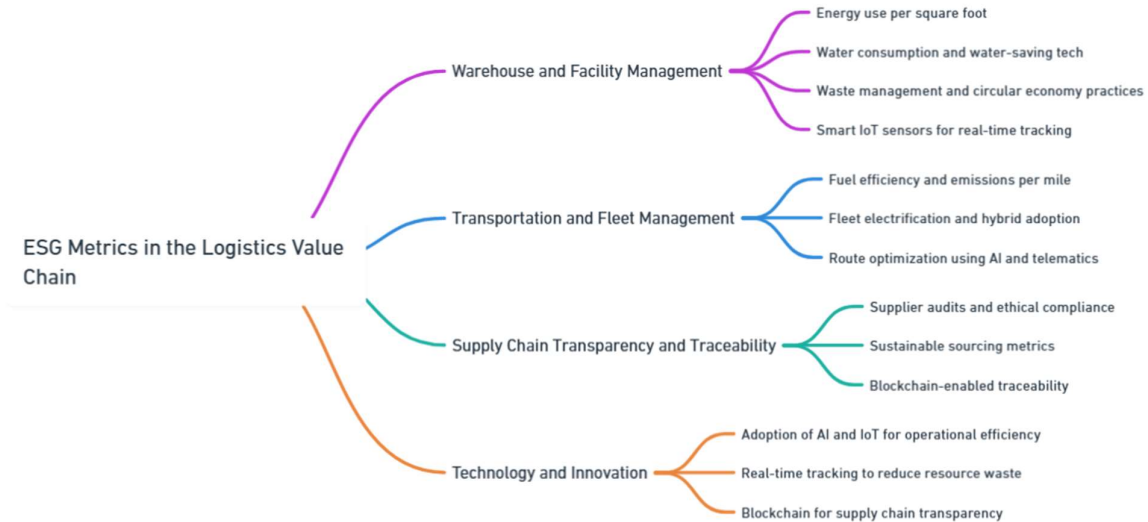 ESG Metrics in the Logistics Value
Chain
Warehouse and Facility Management
Energy use per square foot
Water consumption and water-saving tech
Waste management and circular economy practices
Smart IoT sensors for real-time tracking
Transportation and Fleet Management
Fuel efficiency and emissions per mile
Fleet electrification and hybrid adoption
Route optimization using AI and telematics
Supply Chain Transparency and Traceability
Supplier audits and ethical compliance
Sustainable sourcing metrics
Blockchain-enabled traceability
Technology and Innovation
Adoption of AI and IoT for operational efficiency
Real-time tracking to reduce resource waste
Blockchain for supply chain transparency